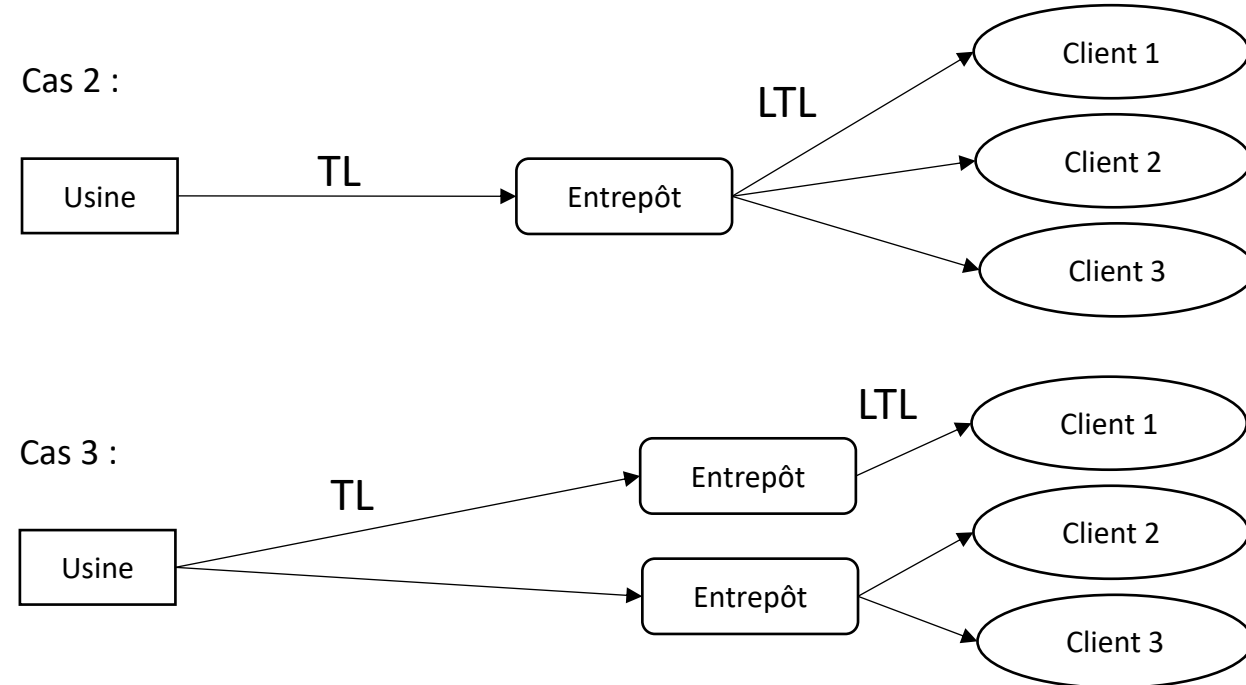 Cas 2 :
Usine
TL
Entrepôt
LTL
Client 1
Client 2
Client 3
Cas 3 :
Usine
TL
Entrepôt
Entrepôt
LTL
Client 1
Client 2
Client 3